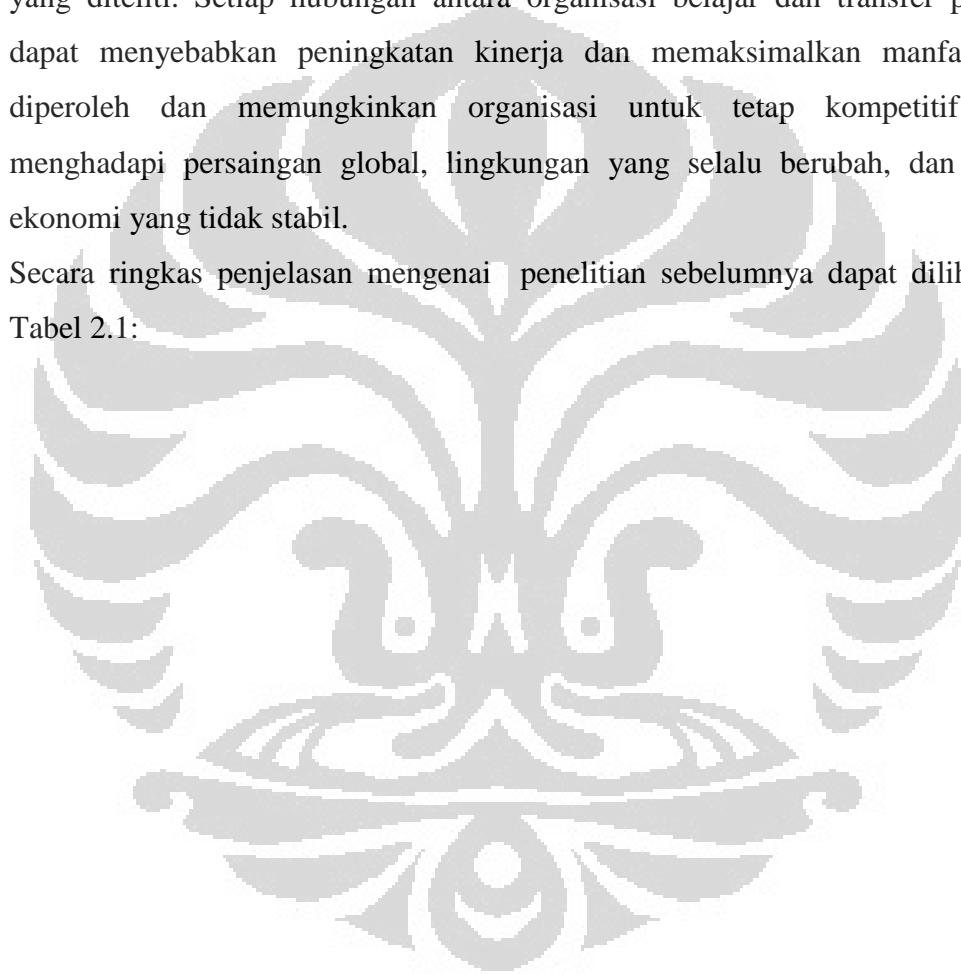 yang diteliti. Setiap hubungan antara organisasi belajar dan transfer
dapat menyebabkan peningkatan kinerja dan memaksimalkan
diperoleh dan memungkinkan organisasi untuk tetap kompetitif
menghadapi persaingan global, lingkungan yang selalu berubah, dan
ekonomi yang tidak stabil.
Secara ringkas penjelasan mengenai penelitian sebelumnya dapat
Tabel 2.1: